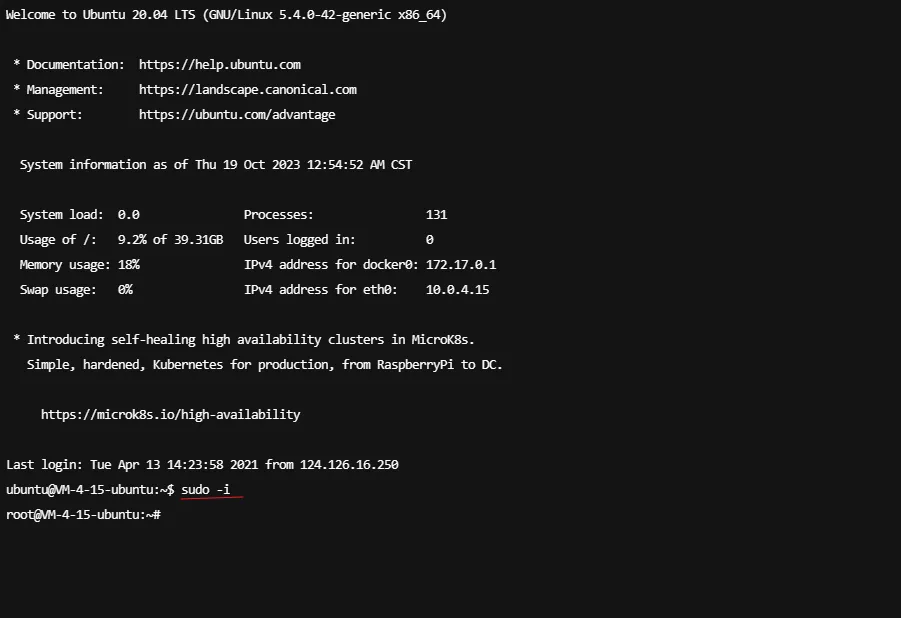 Welcome to Ubuntu 20.04 LTS (GNU/Linux 5.4.0-42-generic x86_64)
* Documentation:  https://help.ubuntu.com
* Management:     https://landscape.canonical.com
* Support:        https://ubuntu.com/advantage
System information as of Thu 19 Oct 2023 12:54:52 AM CST
System load:  0.0               Processes:                131
Usage of /:   9.2% of 39.31GB   Users logged in:          0
Memory usage: 18%               IPv4 address for docker0: 172.17.0.1
Swap usage:   0%                IPv4 address for eth0:    10.0.4.15
* Introducing self-healing high availability clusters in MicroK8s.
Simple, hardened, Kubernetes for production, from RaspberryPi to DC.
https://microk8s.io/high-availability
Last login: Tue Apr 13 14:23:58 2021 from 124.126.16.250
ubuntu@VM-4-15-ubuntu:~$ sudo -i
root@VM-4-15-ubuntu:~#